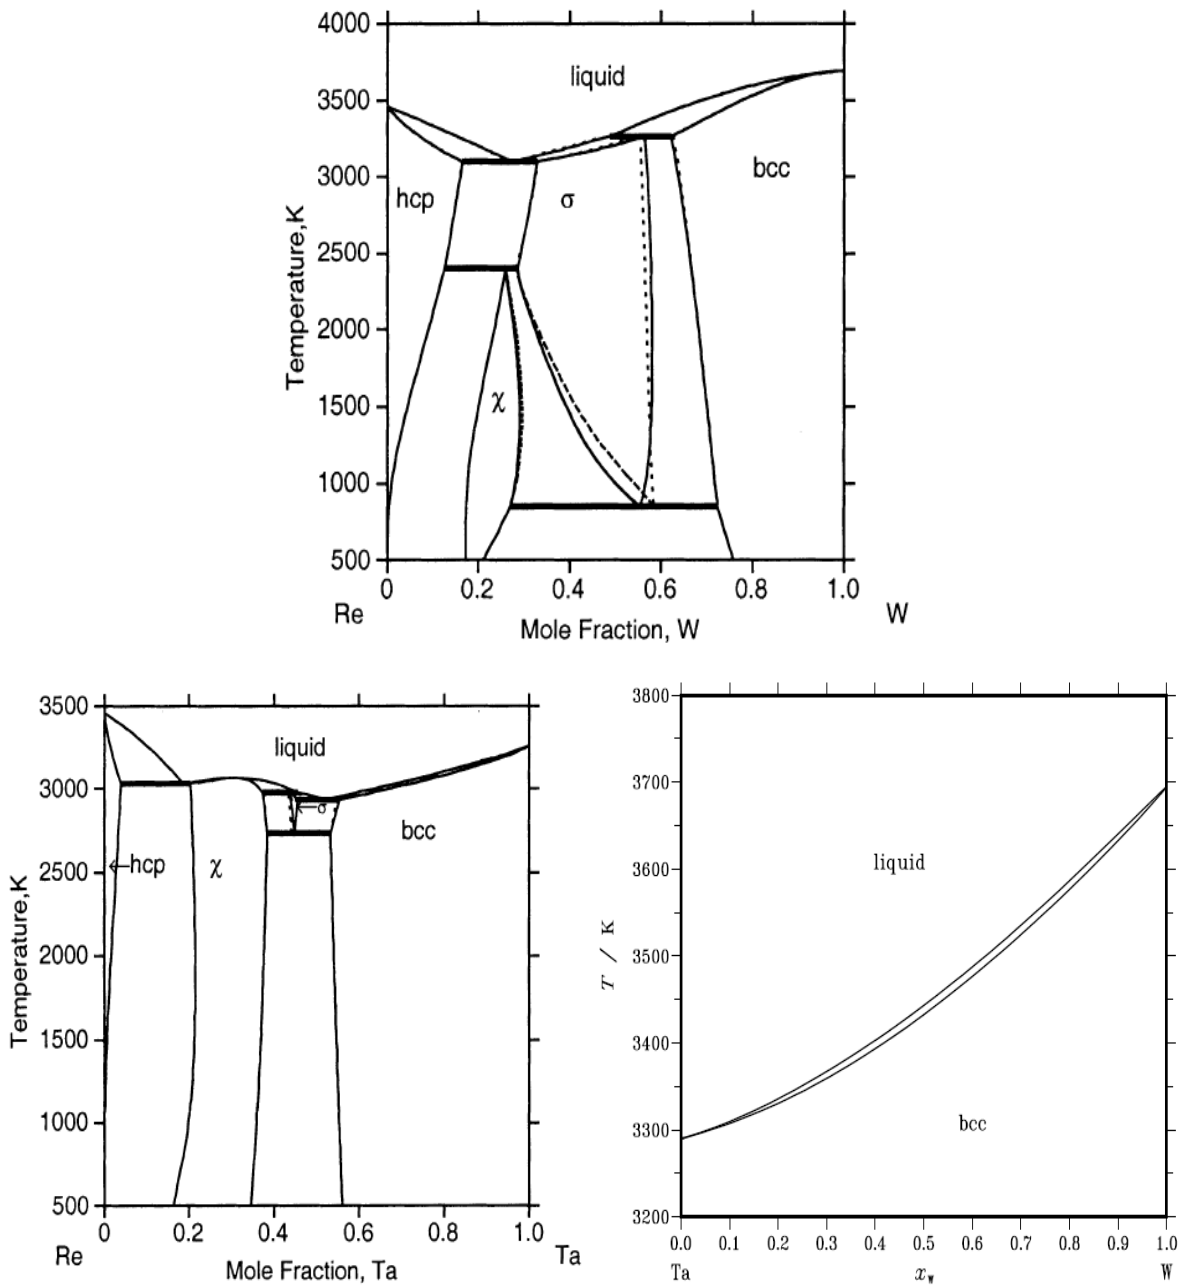 4000
liquid
3500
3000
hcp
σ
bcc
2500
Temperature,K
2000
1500
χ
1000
500
0 0.2 0.4 0.6 0.8 1.0
Re W
Mole Fraction, W
3500
liquid
3000
←σ
bcc
2500
←hcp
χ
Temperature,K
2000
1500
1000
500
0 0.2 0.4 0.6 0.8 1.0
Re Ta
Mole Fraction, Ta
3800
3700
liquid
3600
T / K
3500
3400
3300
bcc
3200
0.0 0.1 0.2 0.3 0.4 0.5 0.6 0.7 0.8 0.9 1.0
Ta xw W